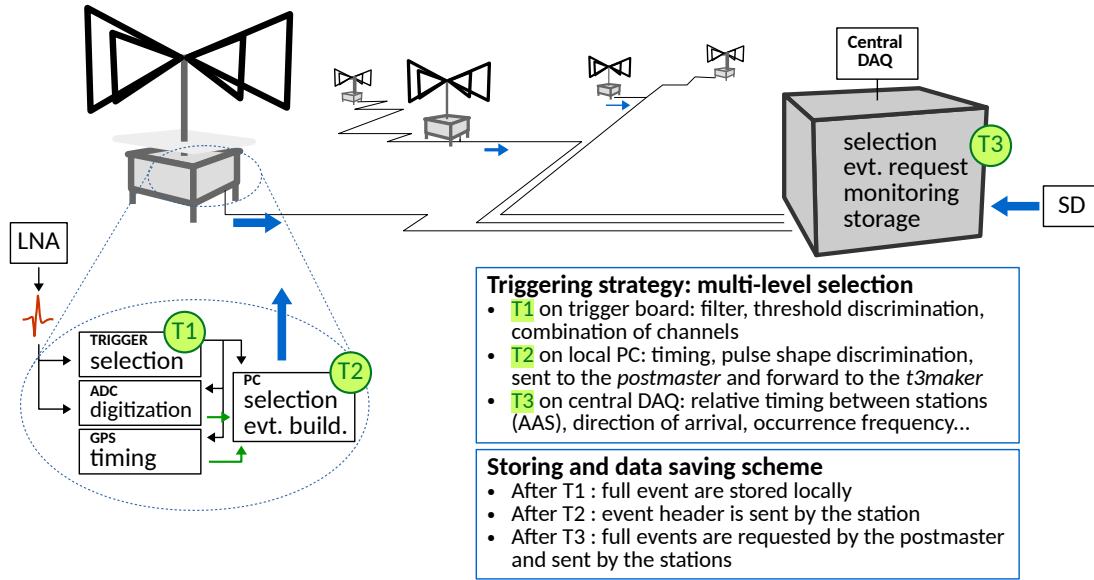 Central
DAQ
selection
evt. request
monitoring
storage
T3
SD
LNA
T1
TRIGGER
selection
ADC
digitization
GPS
timing
T2
PC
selection
evt. build.
Triggering strategy: multi-level selection
• T1 on trigger board: filter, threshold discrimination,
combination of channels
• T2 on local PC: timing, pulse shape discrimination,
sent to the postmaster and forward to the t3maker
• T3 on central DAQ: relative timing between stations
(AAS), direction of arrival, occurrence frequency...
Storing and data saving scheme
• After T1 : full event are stored locally
• After T2 : event header is sent by the station
• After T3 : full events are requested by the postmaster
and sent by the stations